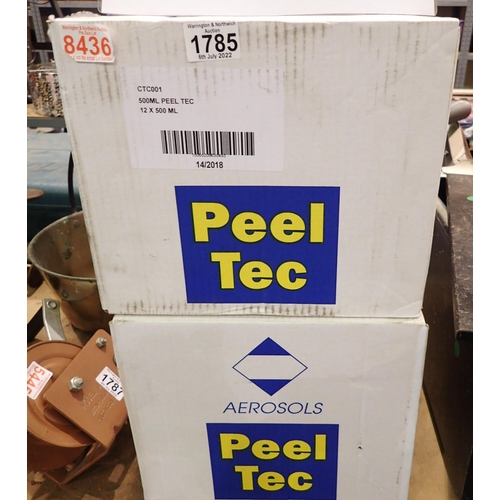 8436
Warrington & Northwich
Auction
1785
6th July 2022
CTC001
500ML PEEL TEC
12 X 500 ML
14/2018
Peel
Tec
AEROSOLS
Peel
Tec
5445
1787